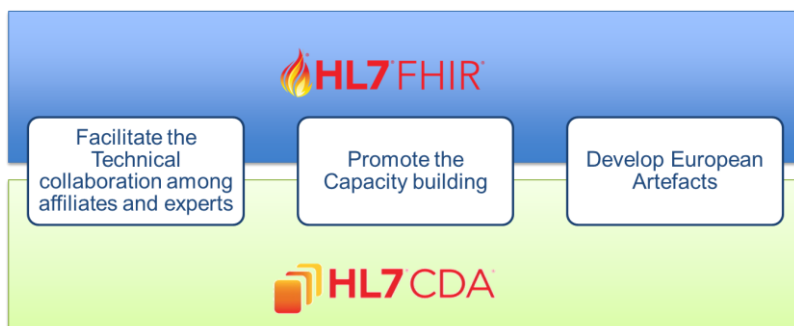 HL7 FHIR
Facilitate the
Technical
collaboration among
affiliates and experts
Promote the
Capacity building
Develop European
Artefacts
HL7 CDA